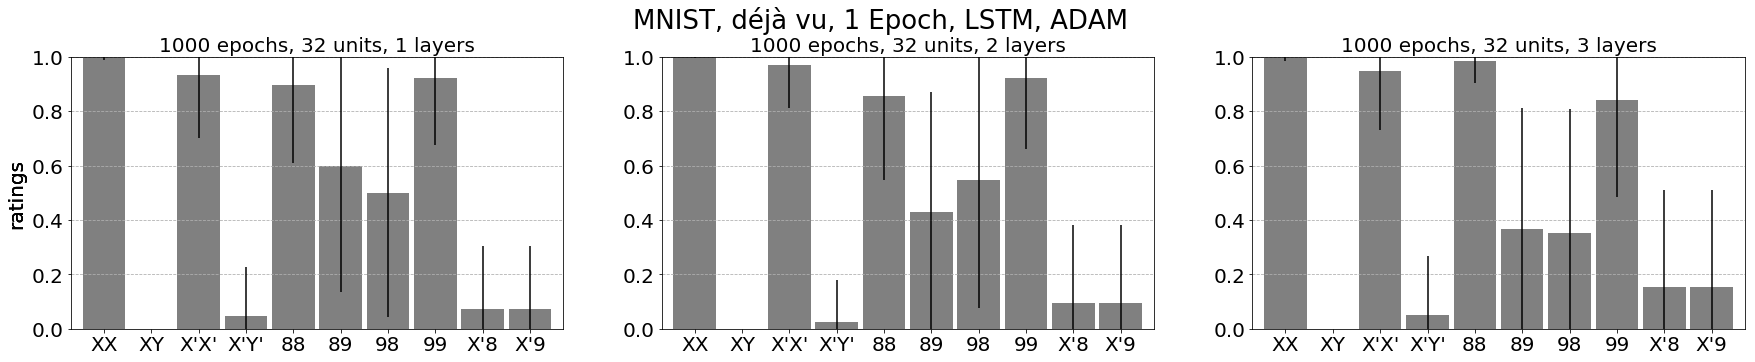 MNIST, déjà vu, 1 Epoch, LSTM, ADAM
1000 epochs, 32 units, 1 layers
1.0
0.8
0.6
0.4
0.2
0.0
ratings
XX XY X'X' X'Y' 88 89 98 99 X'8 X'9
1000 epochs, 32 units, 2 layers
1.0
0.8
0.6
0.4
0.2
0.0
XX XY X'X' X'Y' 88 89 98 99 X'8 X'9
1000 epochs, 32 units, 3 layers
1.0
0.8
0.6
0.4
0.2
0.0
XX XY X'X' X'Y' 88 89 98 99 X'8 X'9